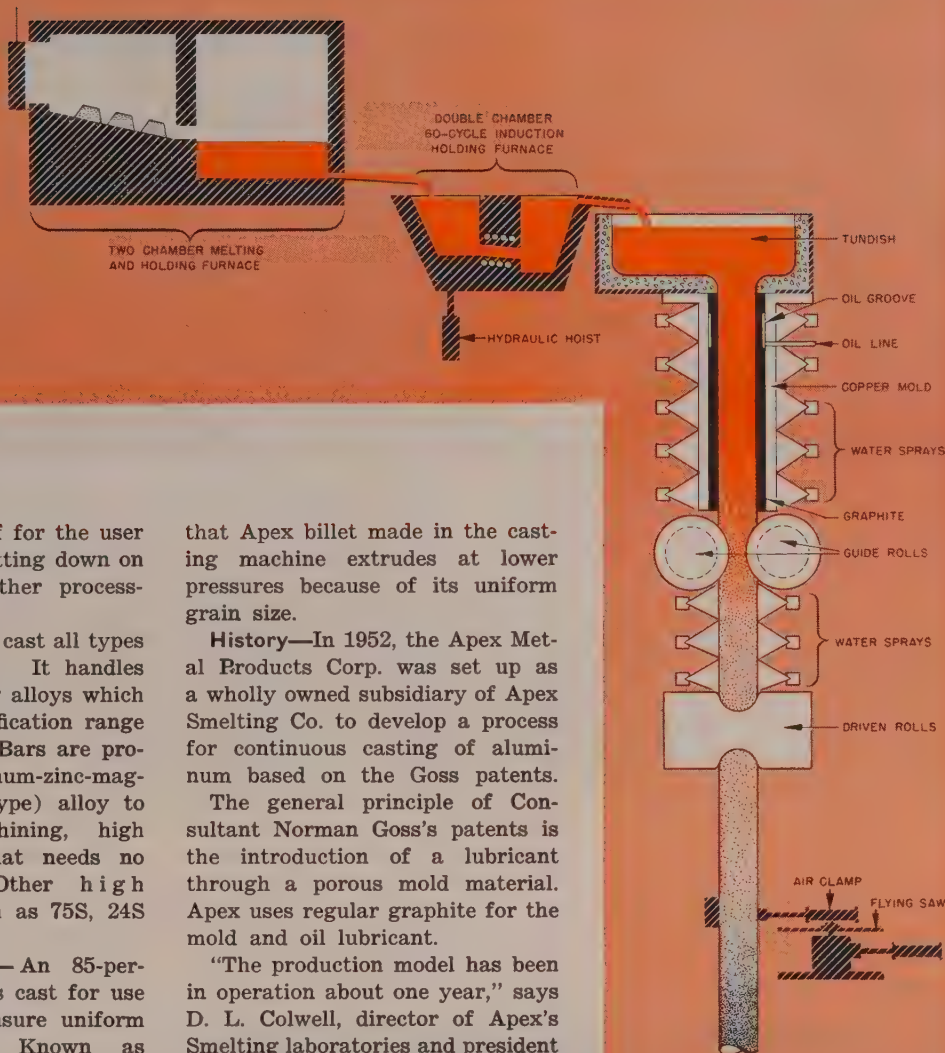 DOUBLE CHAMBER
60-CYCLE INDUCTION
HOLDING FURNACE
TWO CHAMBER MELTING
AND HOLDING FURNACE
HYDRAULIC HOIST
TUNDISH
OIL GROOVE
OIL LINE
COPPER MOLD
WATER SPRAYS
GRAPHITE
GUIDE ROLLS
WATER SPRAYS
DRIVEN ROLLS
AIR CLAMP
FLYING SAW
for the user
tting down on
ther process-
cast all types
It handles
alloys which
fication range
Bars are pro-
num-zinc-mag-
ype) alloy to
hining, high
at needs no
Other high
as 75S, 24S
— An 85-per-
s cast for use
sure uniform
Known as
that Apex billet made in the cast-
ing machine extrudes at lower
pressures because of its uniform
grain size.
History—In 1952, the Apex Met-
al Products Corp. was set up as
a wholly owned subsidiary of Apex
Smelting Co. to develop a process
for continuous casting of alumi-
num based on the Goss patents.
The general principle of Con-
sultant Norman Goss's patents is
the introduction of a lubricant
through a porous mold material.
Apex uses regular graphite for the
mold and oil lubricant.
"The production model has been
in operation about one year," says
D. L. Colwell, director of Apex's
Smelting laboratories and president